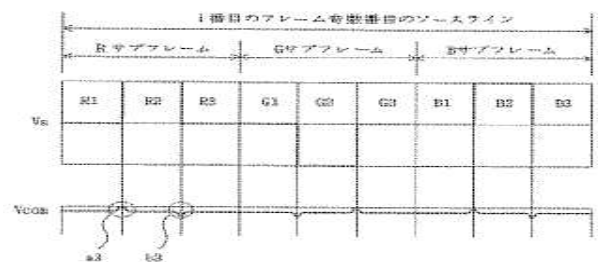 i番目のフレーム奇数番目のソースライン
Rサブフレーム Gサブフレーム Bサブフレーム
R1 R2 R3 G1 G2 G3 B1 B2 B3
Vs
VCOM
a3 b3